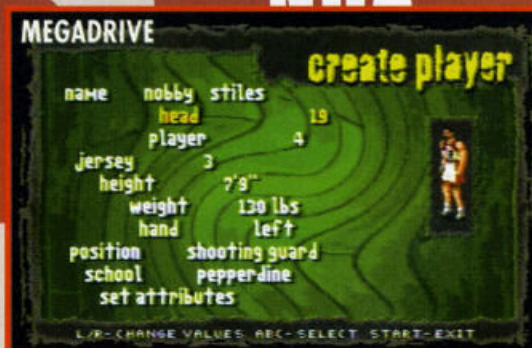 MEGADRIVE
create player
name nobby stiles
head 19
player 4
jersey 3
height 7'9"
weight 130 lbs
hand left
position shooting guard
school pepperdine
set attributes
L/R-CHANGE VALUES ABC-SELECT START-EXIT